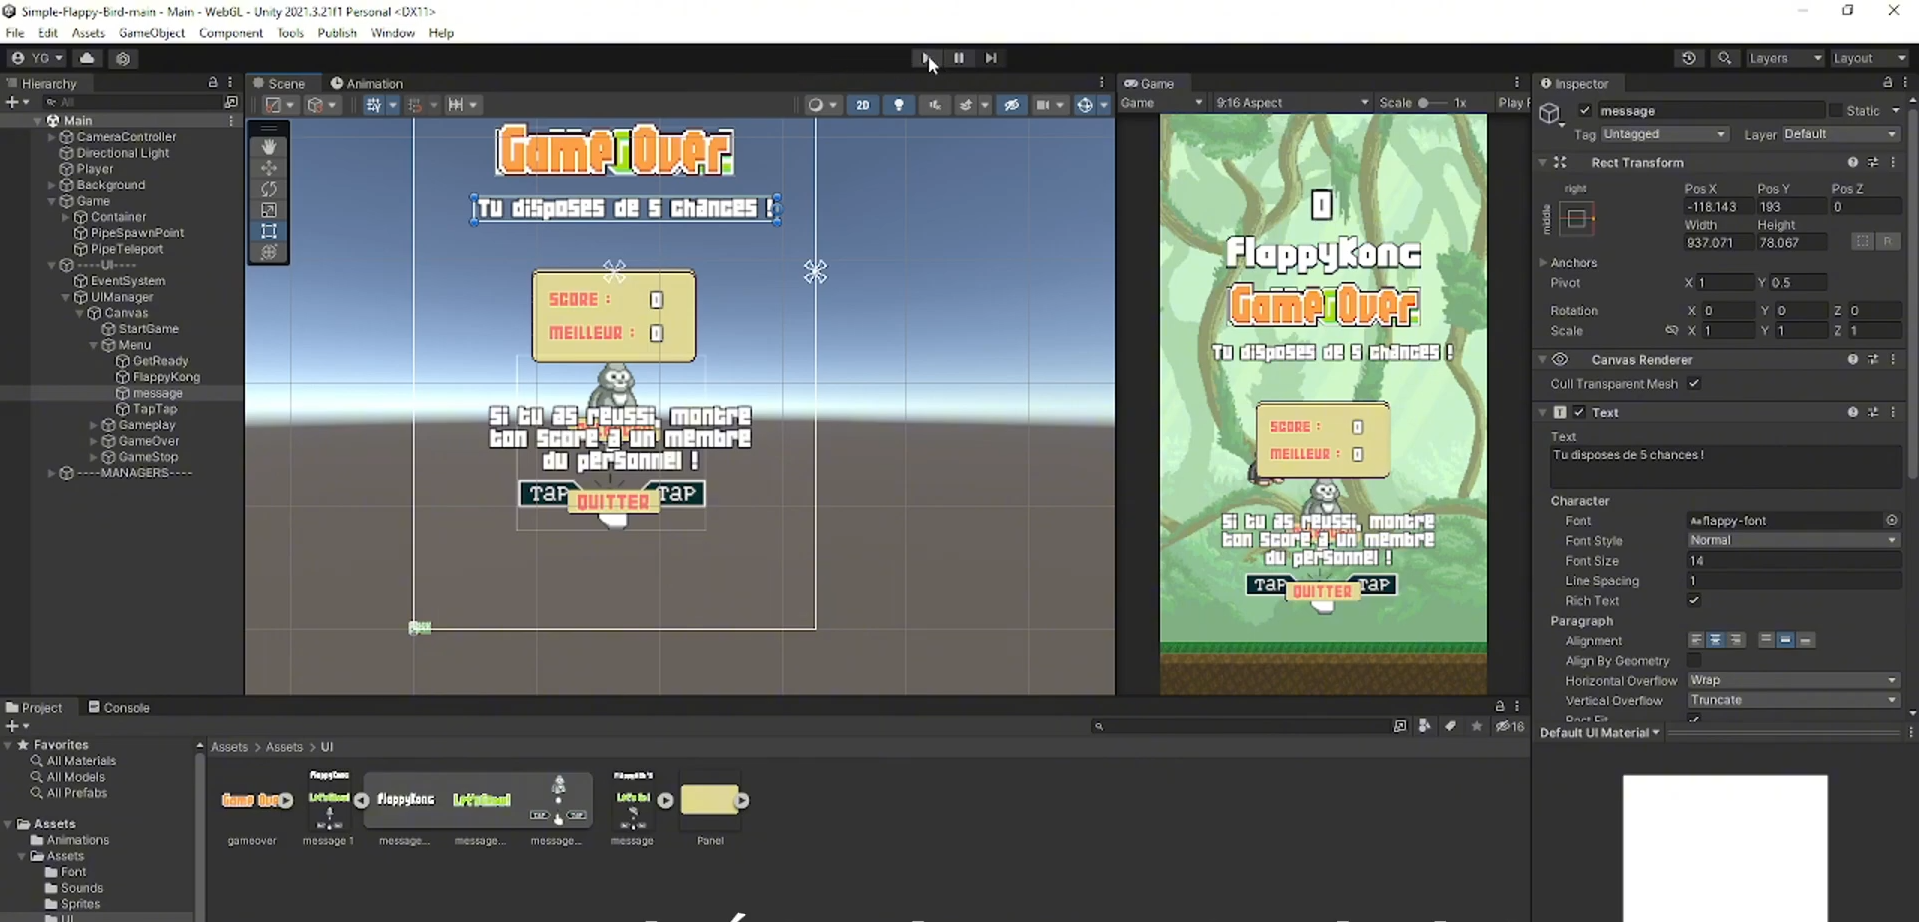 Simple-Flappy-Bird-main - Main - WebGL - Unity 2021.3.21f1 Personal <DX11>
File Edit Assets GameObject Component Tools Publish Window Help
YG
Layers
Layout
Hierarchy
All
Main
CameraController
Directional Light
Player
Background
Game
Container
PipeSpawnPoint
PipeTeleport
----UI----
EventSystem
UIManager
Canvas
StartGame
Menu
GetReady
FlappyKong
message
TapTap
Gameplay
GameOver
GameStop
----MANAGERS----
Scene
Animation
2D
Game Over
Tu disposes de 5 chances !
SCORE : 0
MEILLEUR : 0
Si tu as reussi, montre
ton score à un membre
du personnel !
TAP QUITTER TAP
Game
Game 9:16 Aspect Scale 1x Play F
0
FlappyKong
Game Over
Tu disposes de 5 chances !
SCORE : 0
MEILLEUR : 0
Si tu as reussi, montre
ton score à un membre
du personnel !
TAP QUITTER TAP
Inspector
message
Static
Tag Untagged Layer Default
Rect Transform
right
middle
Pos X Pos Y Pos Z
-118.143 193 0
Width Height
937.071 78.067
R
Anchors
Pivot X 1 Y 0.5
Rotation X 0 Y 0 Z 0
Scale X 1 Y 1 Z 1
Canvas Renderer
Cull Transparent Mesh
Text
Text
Tu disposes de 5 chances !
Character
Font flappy-font
Font Style Normal
Font Size 14
Line Spacing 1
Rich Text
Paragraph
Alignment
Align By Geometry
Horizontal Overflow Wrap
Vertical Overflow Truncate
Best Fit
Default UI Material
Project
Console
16
Favorites
All Materials
All Models
All Prefabs
Assets
Animations
Assets
Font
Sounds
Sprites
UI
Assets > Assets > UI
gameover
message 1
message...
message...
message...
message
Panel